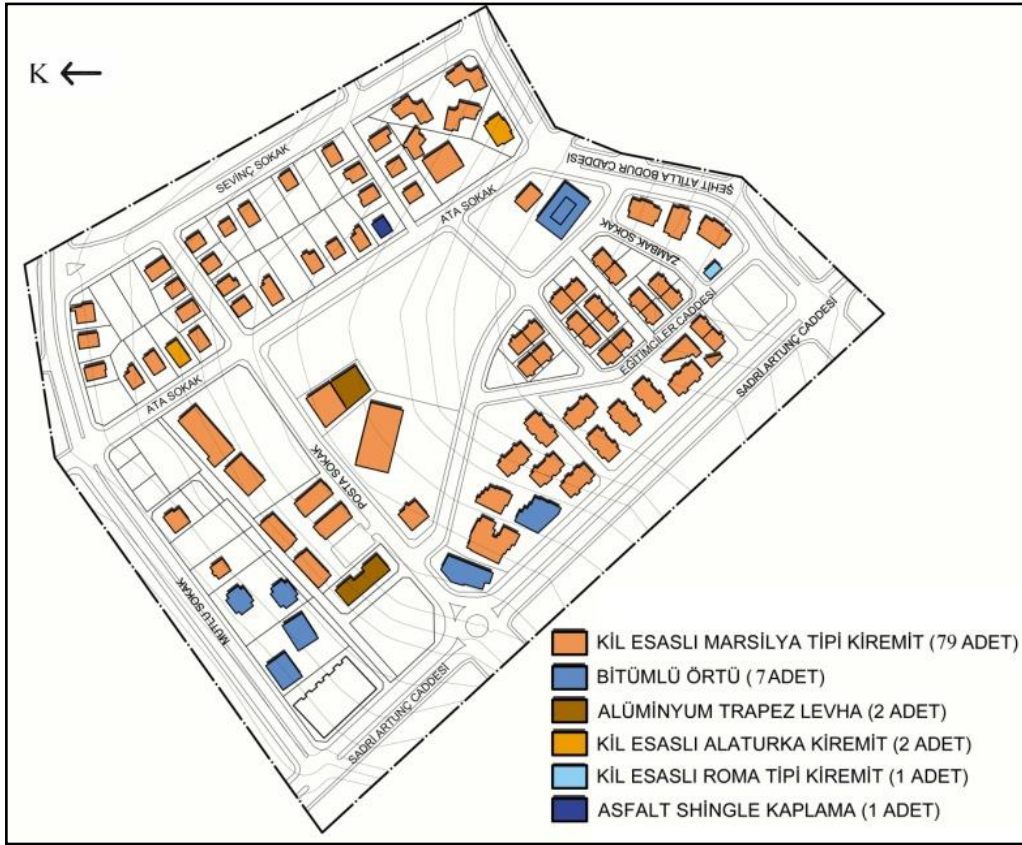 K
SEVİNÇ SOKAK
ŞEHİT ATİLLA BODUR CADDESİ
ATA SOKAK
ZAMBAK SOKAK
EĞİTİMCİLER CADDESİ
SADRİ ARTUNÇ CADDESİ
ATA SOKAK
POSTA SOKAK
MUTLU SOKAK
SADRİ ARTUNÇ CADDESİ
KİL ESASLI MARSİLYA TİPİ KİREMİT (79 ADET)
BİTÜMLÜ ÖRTÜ (7 ADET)
ALÜMİNYUM TRAPEZ LEVHA (2 ADET)
KİL ESASLI ALATURKA KİREMİT (2 ADET)
KİL ESASLI ROMA TİPİ KİREMİT (1 ADET)
ASFALT SHINGLE KAPLAMA (1 ADET)